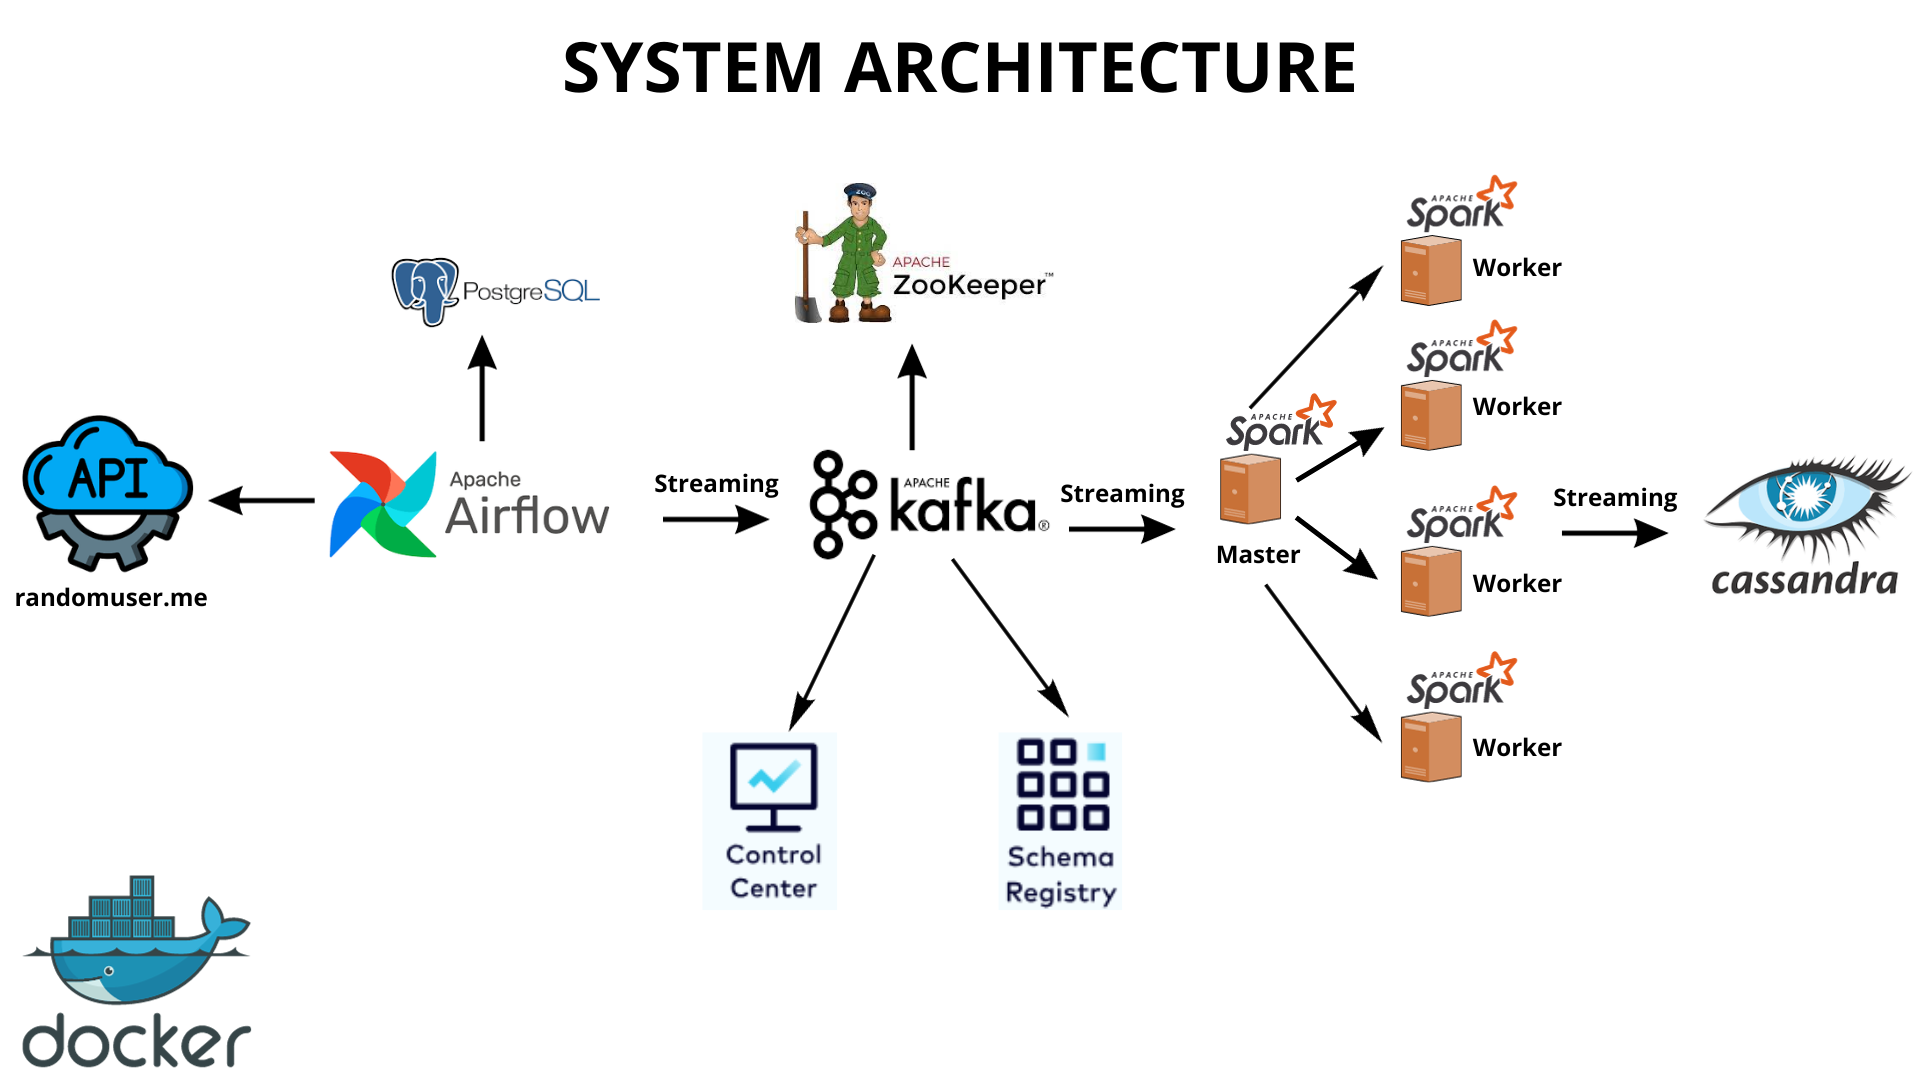 SYSTEM ARCHITECTURE
APACHE
Spark
Worker
ZOO
APACHE
ZooKeeper™
PostgreSQL
APACHE
Spark
Worker
API
randomuser.me
Apache
Airflow
Streaming
APACHE
kafka®
Streaming
APACHE
Spark
Master
APACHE
Spark
Worker
Streaming
cassandra
APACHE
Spark
Worker
Control
Center
Schema
Registry
docker